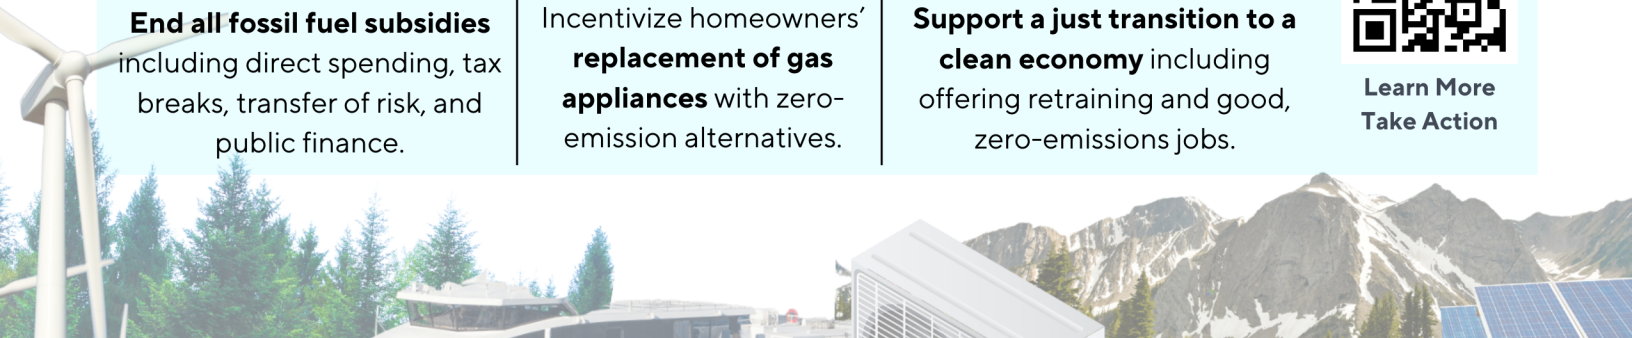 End all fossil fuel subsidies
including direct spending, tax
breaks, transfer of risk, and
public finance.
Incentivize homeowners’
replacement of gas
appliances with zero-
emission alternatives.
Support a just transition to a
clean economy including
offering retraining and good,
zero-emissions jobs.
Learn More
Take Action